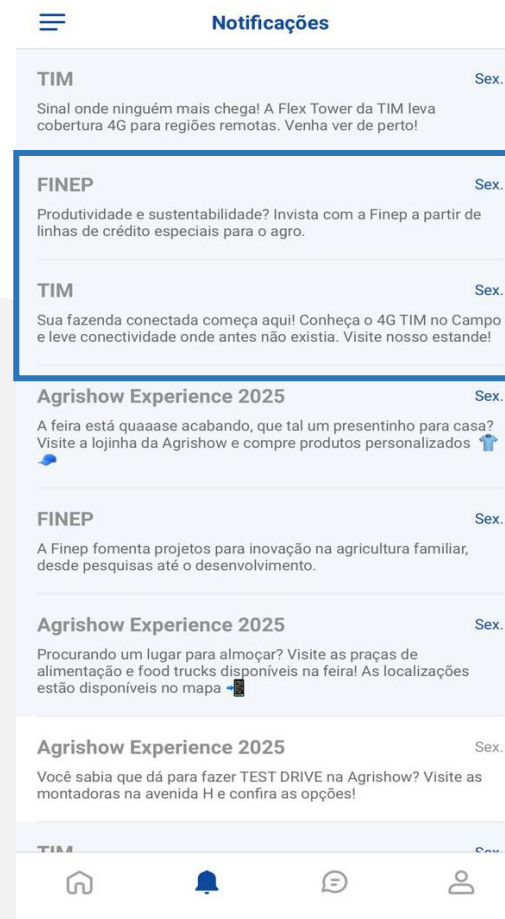 Notificações
TIM Sex.
Sinal onde ninguém mais chega! A Flex Tower da TIM leva
cobertura 4G para regiões remotas. Venha ver de perto!
FINEP Sex.
Produtividade e sustentabilidade? Invista com a Finep a partir de
linhas de crédito especiais para o agro.
TIM Sex.
Sua fazenda conectada começa aqui! Conheça o 4G TIM no Campo
e leve conectividade onde antes não existia. Visite nosso estande!
Agrishow Experience 2025 Sex.
A feira está quaaase acabando, que tal um presentinho para casa?
Visite a lojinha da Agrishow e compre produtos personalizados 👕
🧢
FINEP Sex.
A Finep fomenta projetos para inovação na agricultura familiar,
desde pesquisas até o desenvolvimento.
Agrishow Experience 2025 Sex.
Procurando um lugar para almoçar? Visite as praças de
alimentação e food trucks disponíveis na feira! As localizações
estão disponíveis no mapa 📲
Agrishow Experience 2025 Sex.
Você sabia que dá para fazer TEST DRIVE na Agrishow? Visite as
montadoras na avenida H e confira as opções!
TIM Sex.